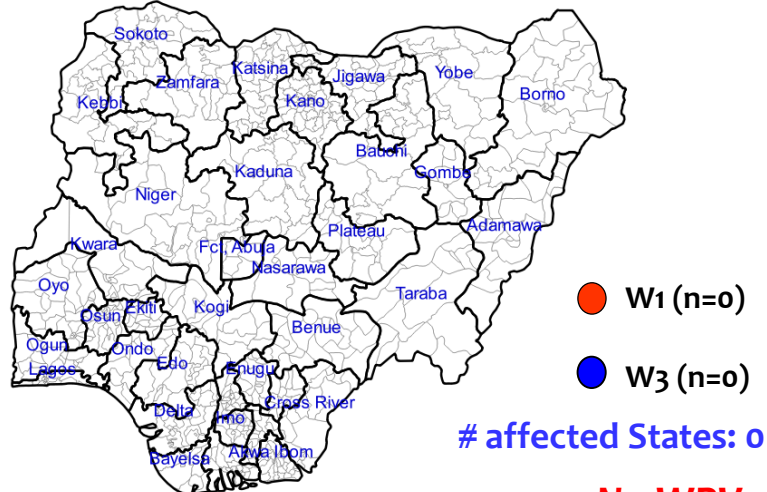 Sokoto
Katsina
Jigawa
Yobe
Zamfara
Kebbi
Kano
Borno
Bauchi
Gombe
Kaduna
Niger
Adamawa
Plateau
Kwara
Fct, Abuja
Nasarawa
Oyo
Taraba
W1 (n=0)
Osun
Ekiti
Kogi
Benue
Ogun
Ondo
Lagos
Edo
Enugu
W3 (n=0)
Cross River
Delta
Imo
# affected States: 0
Bayelsa
Akwa Ibom
No WPV